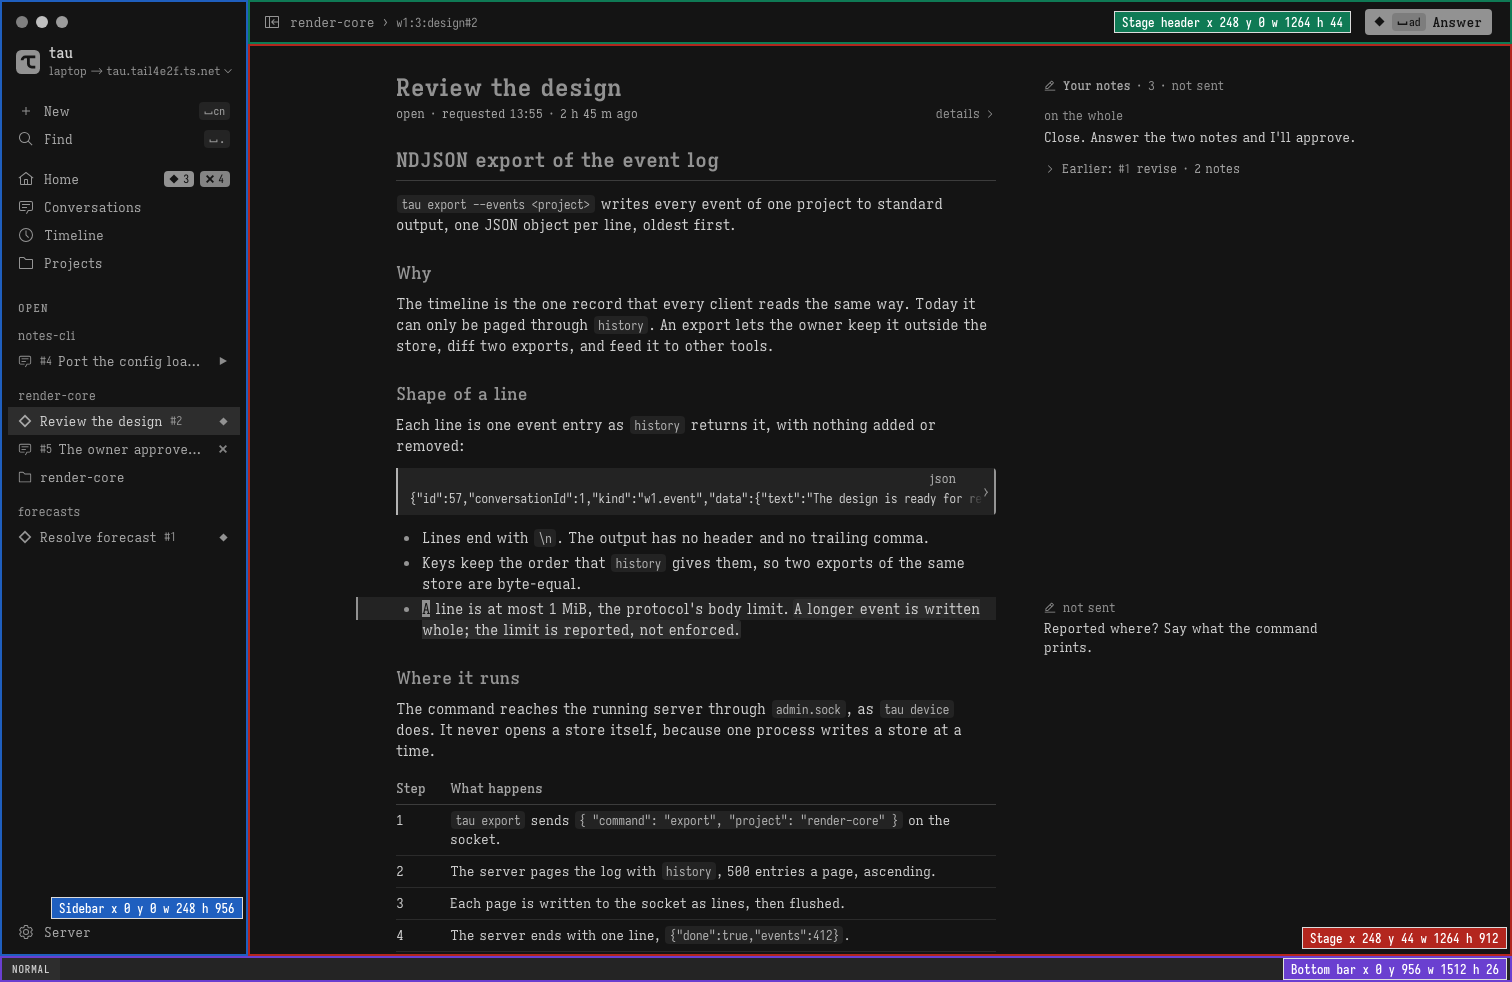 tau
laptop → tau.tail4e2f.ts.net
+ New ⎵cn
Find ⎵.
Home ◆ 3 ✕ 4
Conversations
Timeline
Projects
OPEN
notes-cli
#4 Port the config loa... ▶
render-core
Review the design #2 ◆
#5 The owner approve... ✕
render-core
forecasts
Resolve forecast #1 ◆
Sidebar x 0 y 0 w 248 h 956
Server
render-core › w1:3:design#2
Stage header x 248 y 0 w 1264 h 44
◆ ⎵ad Answer
Review the design
open · requested 13:55 · 2 h 45 m ago
details >
NDJSON export of the event log
tau export --events <project> writes every event of one project to standard
output, one JSON object per line, oldest first.
Why
The timeline is the one record that every client reads the same way. Today it
can only be paged through history. An export lets the owner keep it outside the
store, diff two exports, and feed it to other tools.
Shape of a line
Each line is one event entry as history returns it, with nothing added or
removed:
json
{"id":57,"conversationId":1,"kind":"w1.event","data":{"text":"The design is ready for re
• Lines end with \n. The output has no header and no trailing comma.
• Keys keep the order that history gives them, so two exports of the same
store are byte-equal.
• A line is at most 1 MiB, the protocol's body limit. A longer event is written
whole; the limit is reported, not enforced.
Where it runs
The command reaches the running server through admin.sock, as tau device
does. It never opens a store itself, because one process writes a store at a
time.
Step What happens
1 tau export sends { "command": "export", "project": "render-core" } on the
socket.
2 The server pages the log with history, 500 entries a page, ascending.
3 Each page is written to the socket as lines, then flushed.
4 The server ends with one line, {"done":true,"events":412}.
Your notes · 3 · not sent
on the whole
Close. Answer the two notes and I'll approve.
> Earlier: #1 revise · 2 notes
not sent
Reported where? Say what the command
prints.
Stage x 248 y 44 w 1264 h 912
NORMAL
Bottom bar x 0 y 956 w 1512 h 26